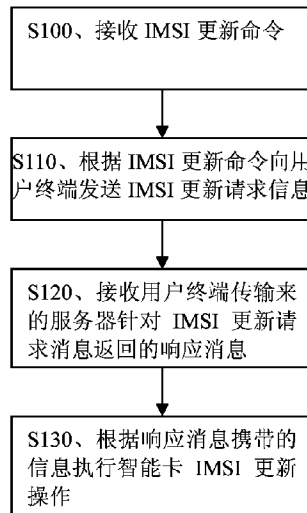 S100、接收 IMSI 更新命令
S110、根据 IMSI 更新命令向用
户终端发送 IMSI 更新请求信息
S120、接收用户终端传输来
的服务器针对 IMSI 更新请
求消息返回的响应消息
S130、根据响应消息携带的
信息执行智能卡 IMSI 更新
操作